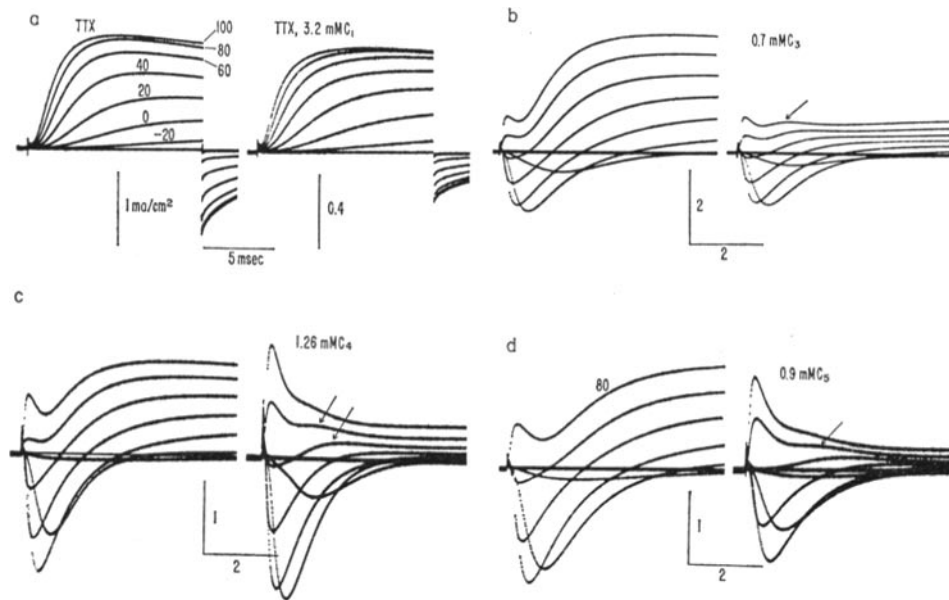 a
TTX
100
80
60
40
20
0
-20
1 ma/cm²
5 msec
TTX, 3.2 mMC₁
0.4
b
0.7 mMC₃
2
2
c
1.26 mMC₄
1
2
d
80
0.9 mMC₅
1
2